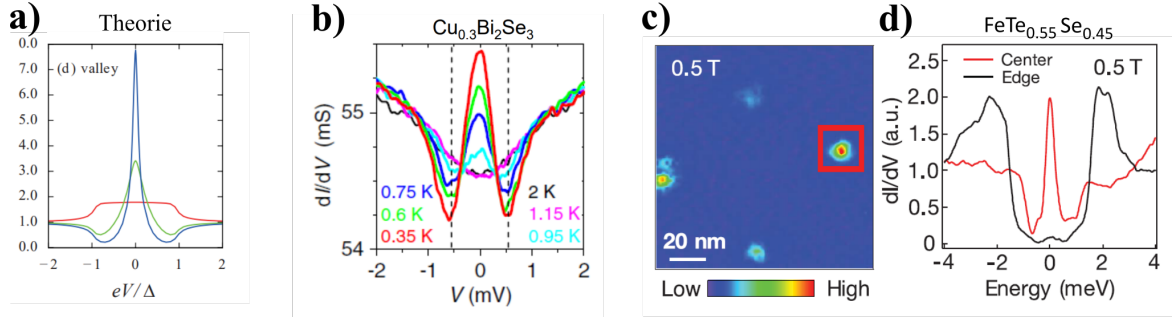 a)
Theorie
(d) valley
8.0
7.0
6.0
5.0
4.0
3.0
2.0
1.0
0.0
−2 −1 0 1 2
eV/Δ
b)
Cu0.3Bi2Se3
55
54
dI/dV (mS)
0.75 K
0.6 K
0.35 K
2 K
1.15 K
0.95 K
-2 -1 0 1 2
V (mV)
c)
0.5 T
20 nm
Low High
d)
FeTe0.55 Se0.45
Center
Edge
0.5 T
2.5
2.0
1.5
1.0
0.5
0
dI/dV (a.u.)
-4 -2 0 2 4
Energy (meV)